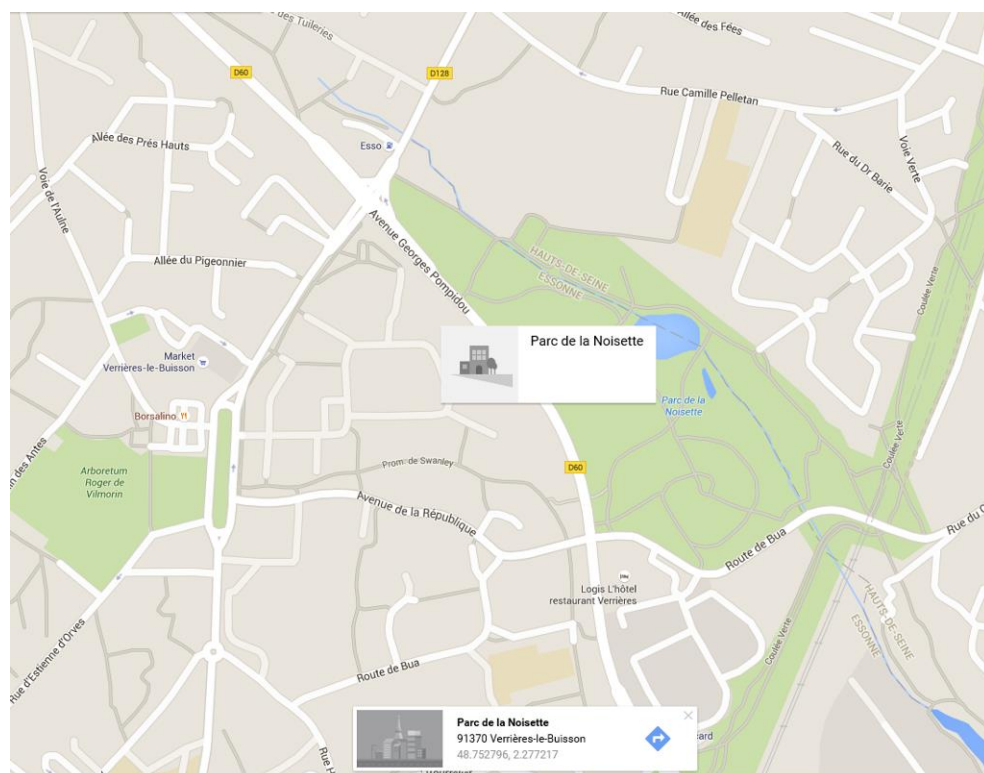 des Tuileries
Allée des Fées
D60
D128
Rue Camille Pelletan
Esso
Allée des Prés Hauts
Rue du Dr Barie
Voie Verte
Voie de l'Aulne
Avenue Georges Pompidou
Allée du Pigeonnier
HAUTS-DE-SEINE
ESSONNE
Coulée Verte
Parc de la Noisette
Market
Verrières-le-Buisson
Parc de la
Noisette
Borsalino
Coulée Verte
des Antes
Arboretum
Roger de
Vilmorin
Prom. de Swanley
D60
Avenue de la République
Route de Bua
Rue du
Logis L'hôtel
restaurant Verrières
HAUTS-DE-SEINE
ESSONNE
Coulée Verte
Rue d'Estienne d'Orves
Route de Bua
Parc de la Noisette
91370 Verrières-le-Buisson
48.752796, 2.277217